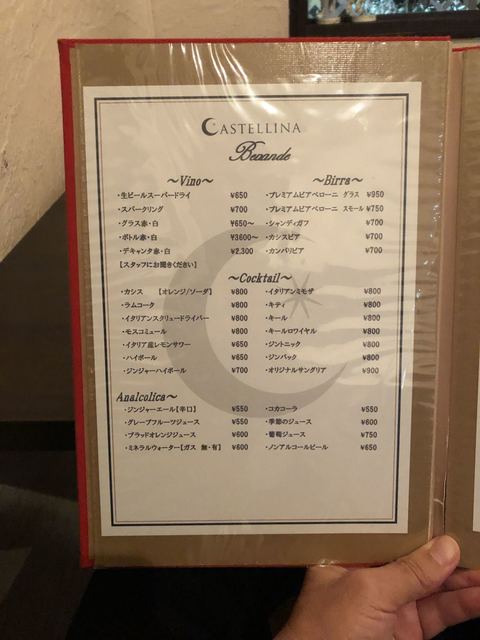 CASTELLINA
Bevande
～Vino～
・生ビールスーパードライ ¥650
・スパークリング ¥700
・グラス赤・白 ¥650～
・ボトル赤・白 ¥3600～
・デキャンタ赤・白 ¥2,300
【スタッフにお聞きください】
～Birra～
・プレミアムビアペローニ グラス ¥950
・プレミアムビアペローニ スモール ¥750
・シャンディガフ ¥700
・カシスビア ¥700
・カンパリビア ¥700
～Cocktail～
・カシス 【オレンジ/ソーダ】 ¥800
・ラムコーク ¥800
・イタリアンスクリュードライバー ¥800
・モスコミュール ¥800
・イタリア産レモンサワー ¥650
・ハイボール ¥650
・ジンジャーハイボール ¥700
・イタリアンミモザ ¥800
・キティ ¥800
・キール ¥800
・キールロワイヤル ¥800
・ジントニック ¥800
・ジンバック ¥800
・オリジナルサングリア ¥900
Analcolica～
・ジンジャーエール【辛口】 ¥550
・グレープフルーツジュース ¥550
・ブラッドオレンジジュース ¥600
・ミネラルウォーター【ガス 無・有】 ¥600
・コカコーラ ¥550
・季節のジュース ¥600
・葡萄ジュース ¥750
・ノンアルコールビール ¥650